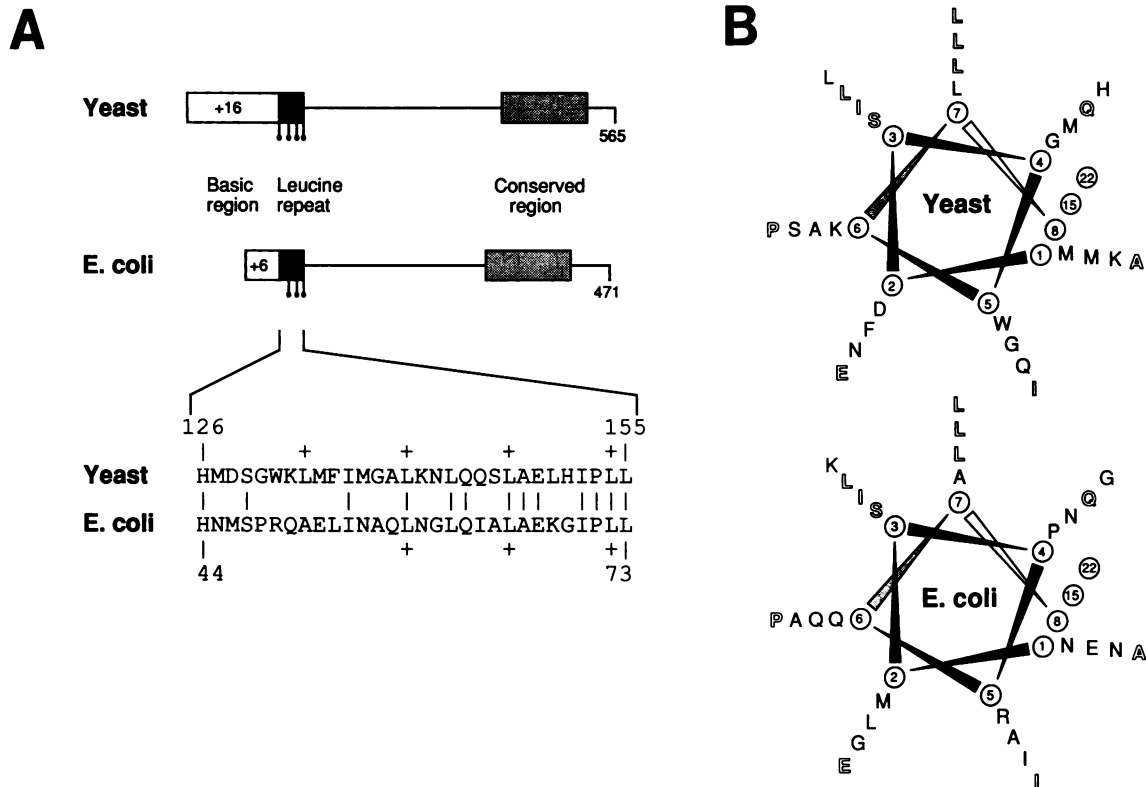 A
Yeast
+16
565
Basic region
Leucine repeat
Conserved region
E. coli
+6
471
126 155
+ + + +
Yeast HMDSGWKLMFIMGALKNLQQSLAELHIPLL
E. coli HNMSPRQAELINAQLNGLQIALAEKGIPLL
+ + +
44 73
B
L
L
L
L
7
L L I S 3
G M Q H
4
22
15
8
Yeast
P S A K 6
1 M M K A
2
D F N E
5
W G Q I
L
L
L
A
7
K L I S 3
P N Q G
4
22
15
8
E. coli
P A Q Q 6
1 N E N A
2
M L G E
5
R A I I